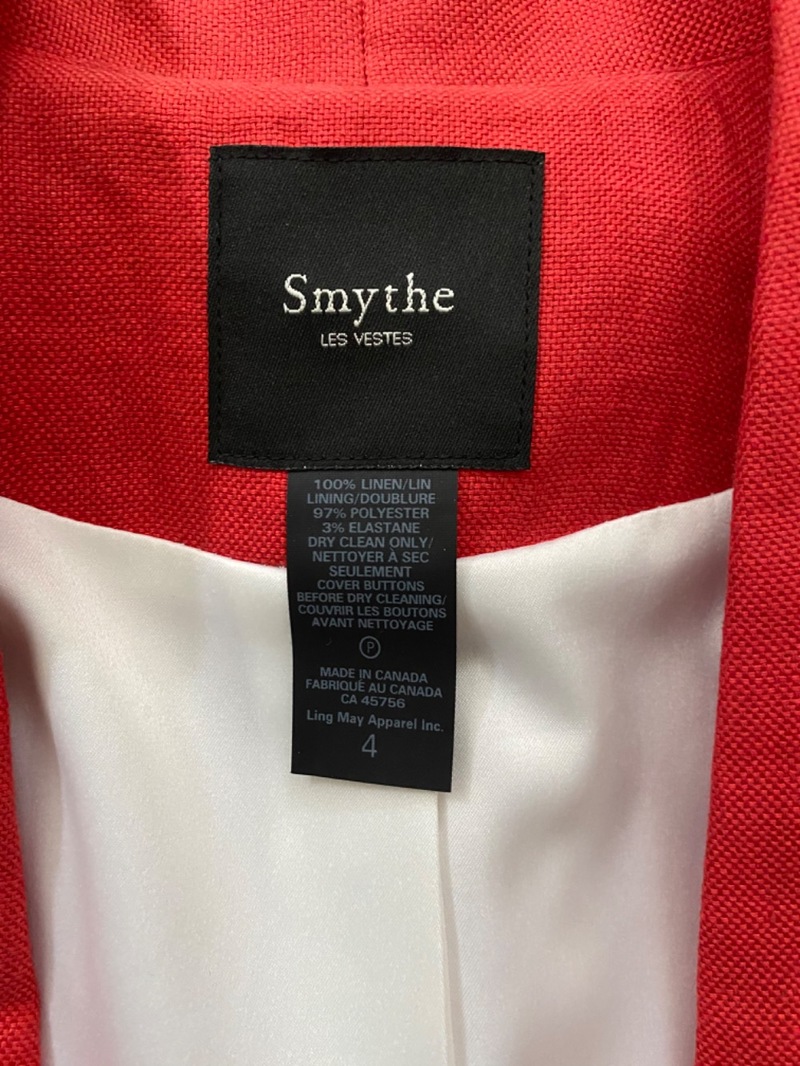 Smythe
LES VESTES
100% LINEN/LIN
LINING/DOUBLURE
97% POLYESTER
3% ELASTANE
DRY CLEAN ONLY/
NETTOYER À SEC
SEULEMENT
COVER BUTTONS
BEFORE DRY CLEANING/
COUVRIR LES BOUTONS
AVANT NETTOYAGE
P
MADE IN CANADA
FABRIQUÉ AU CANADA
CA 45756
Ling May Apparel Inc.
4